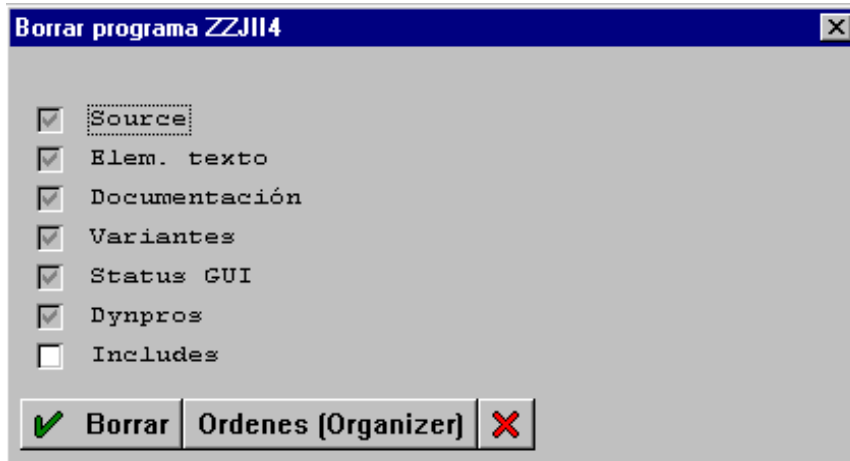 Borrar programa ZZJII4
Source
Elem. texto
Documentación
Variantes
Status GUI
Dynpros
Includes
Borrar Ordenes (Organizer)